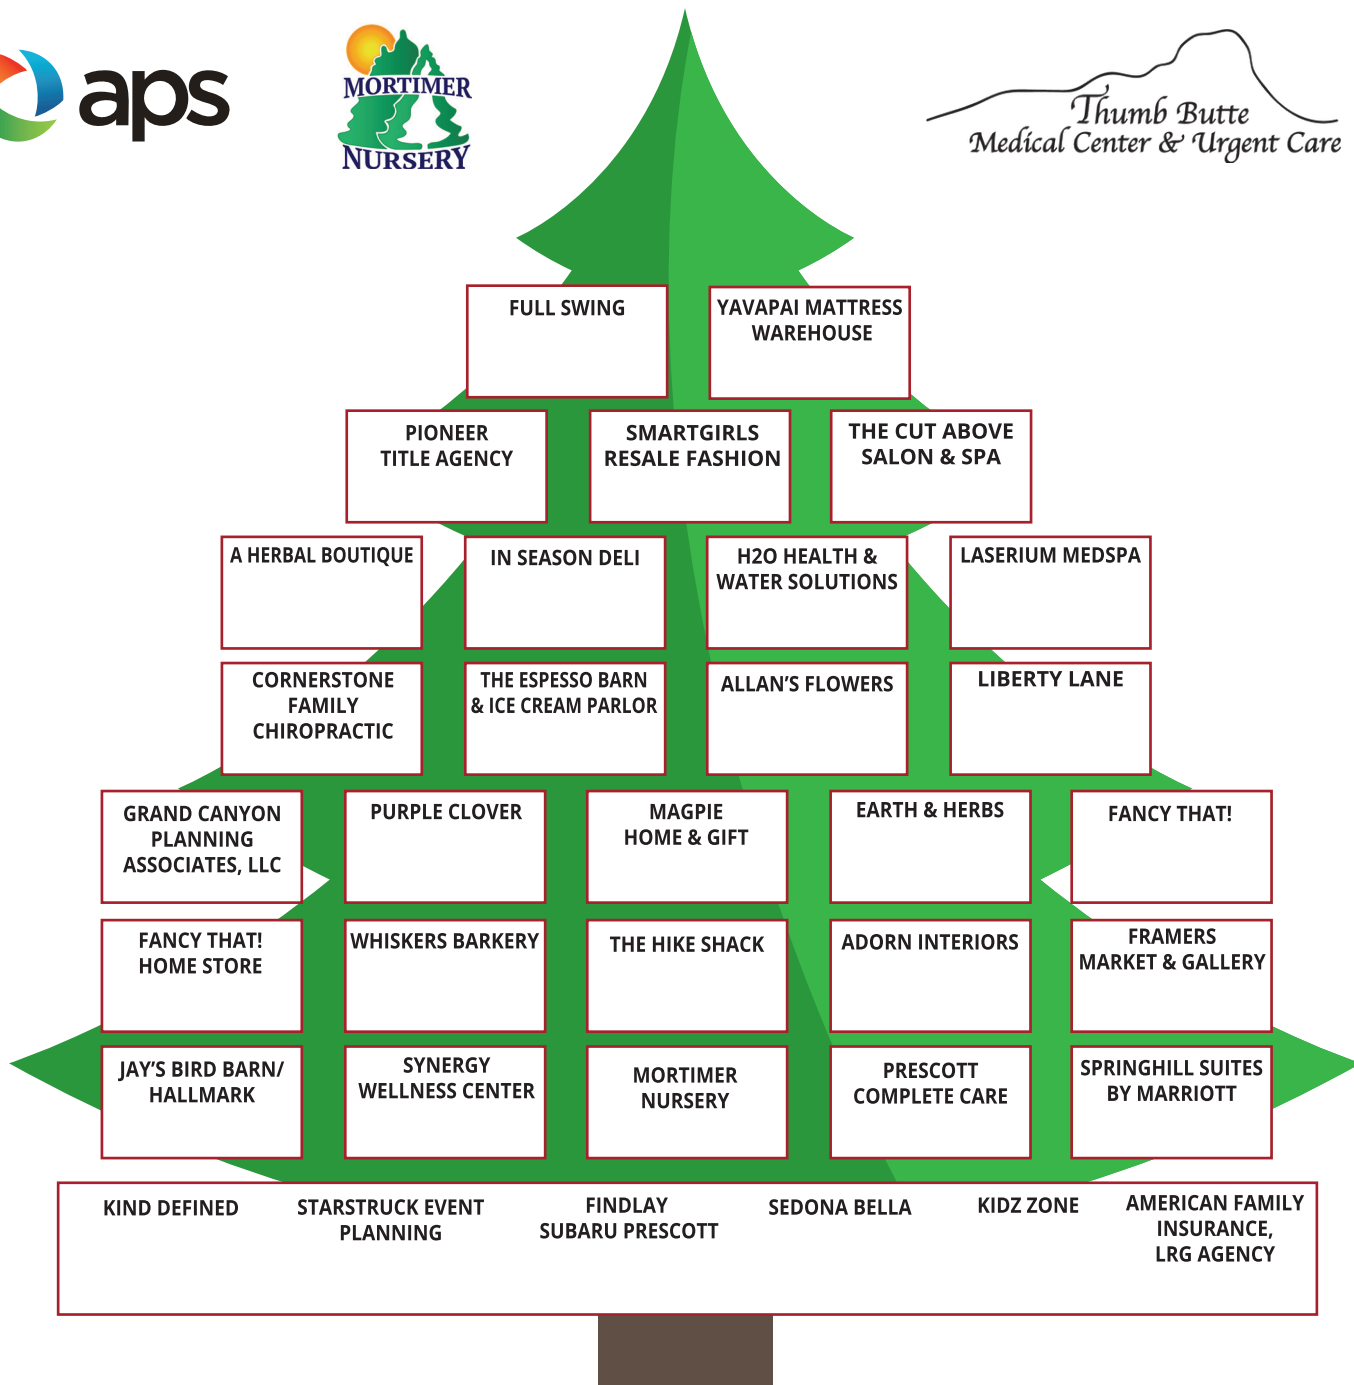 aps
MORTIMER
NURSERY
Thumb Butte
Medical Center & Urgent Care
FULL SWING
YAVAPAI MATTRESS
WAREHOUSE
PIONEER
TITLE AGENCY
SMARTGIRLS
RESALE FASHION
THE CUT ABOVE
SALON & SPA
A HERBAL BOUTIQUE
IN SEASON DELI
H2O HEALTH &
WATER SOLUTIONS
LASERIUM MEDSPA
CORNERSTONE
FAMILY
CHIROPRACTIC
THE ESPESSO BARN
& ICE CREAM PARLOR
ALLAN'S FLOWERS
LIBERTY LANE
GRAND CANYON
PLANNING
ASSOCIATES, LLC
PURPLE CLOVER
MAGPIE
HOME & GIFT
EARTH & HERBS
FANCY THAT!
FANCY THAT!
HOME STORE
WHISKERS BARKERY
THE HIKE SHACK
ADORN INTERIORS
FRAMERS
MARKET & GALLERY
JAY'S BIRD BARN/
HALLMARK
SYNERGY
WELLNESS CENTER
MORTIMER
NURSERY
PRESCOTT
COMPLETE CARE
SPRINGHILL SUITES
BY MARRIOTT
KIND DEFINED
STARSTRUCK EVENT
PLANNING
FINDLAY
SUBARU PRESCOTT
SEDONA BELLA
KIDZ ZONE
AMERICAN FAMILY
INSURANCE,
LRG AGENCY